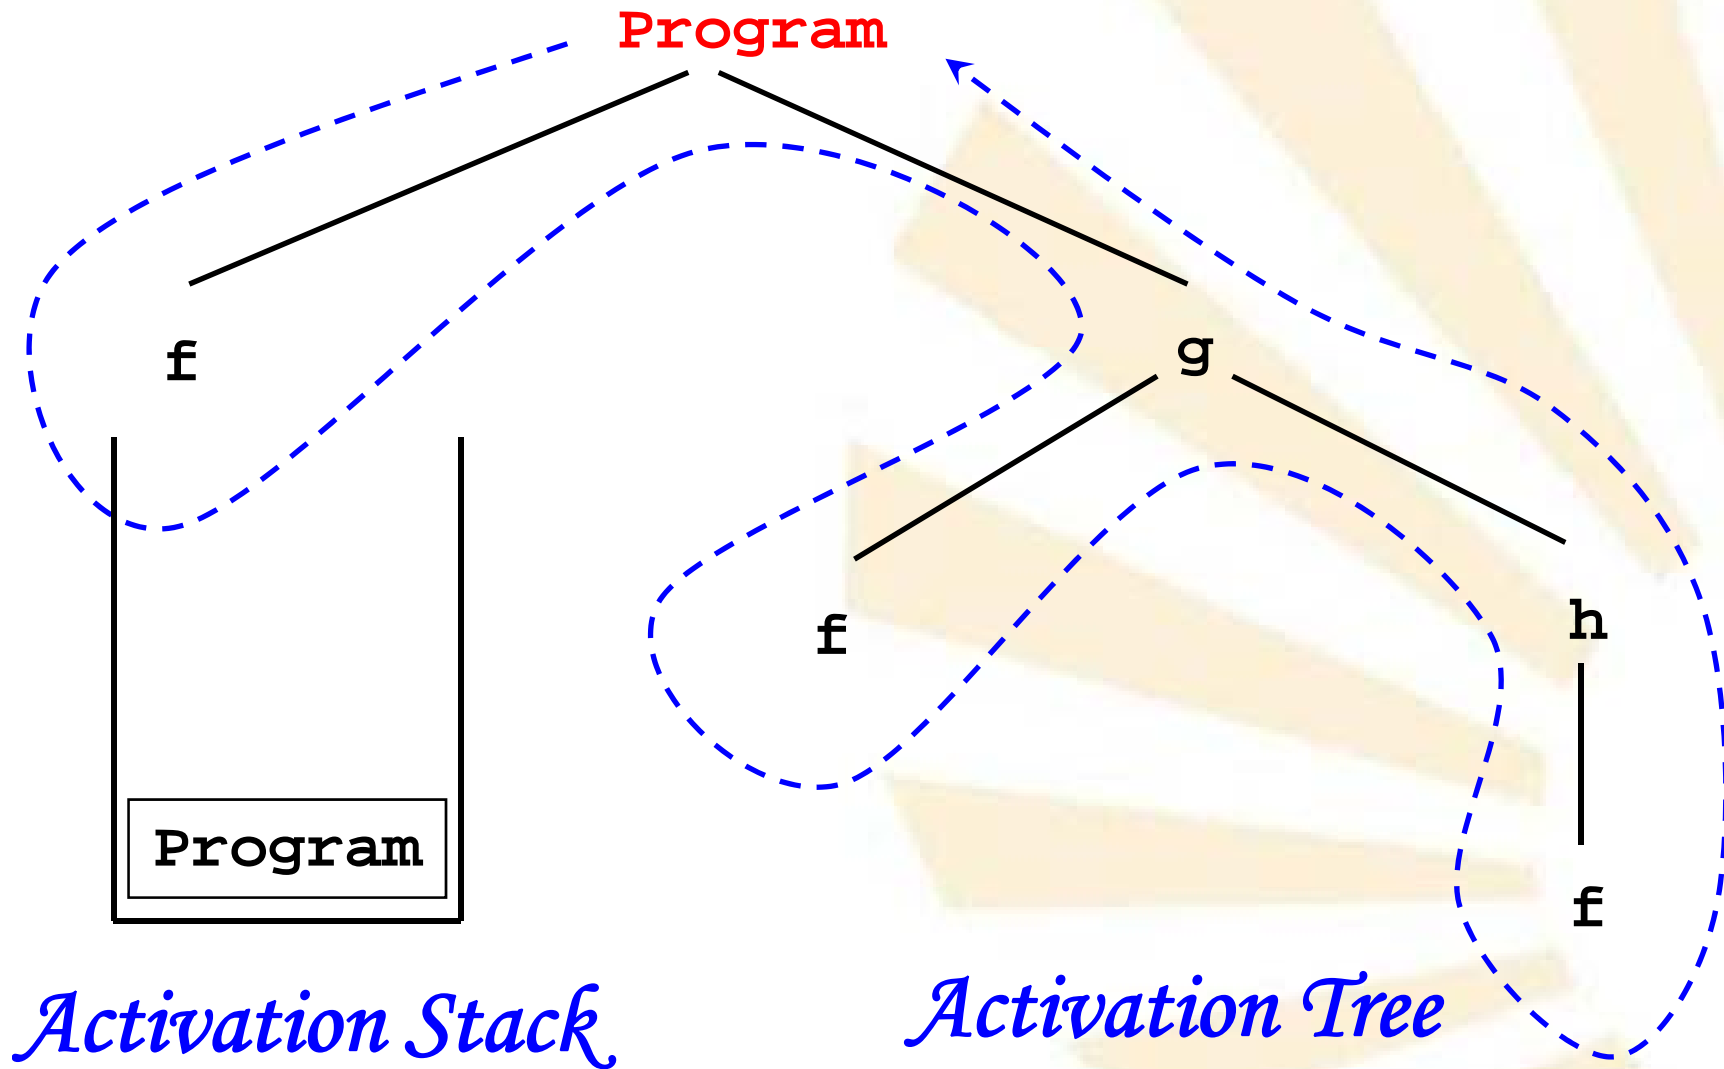 Program
f
g
f
h
Program
f
Activation Stack
Activation Tree